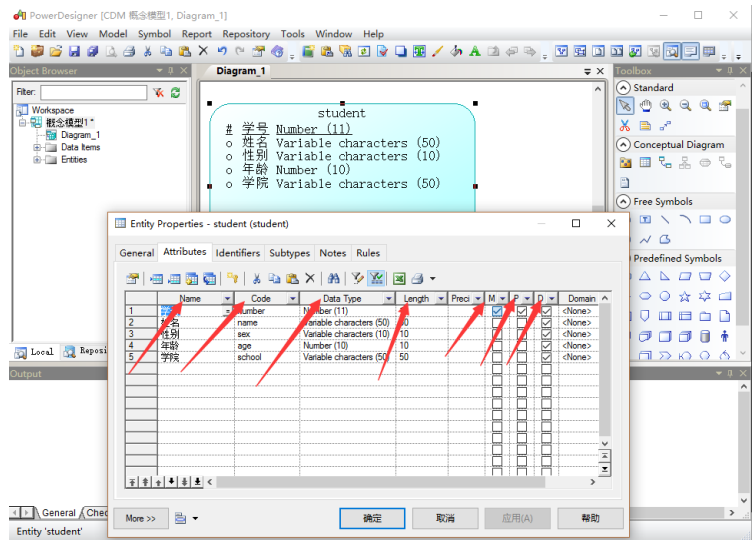 PowerDesigner [CDM 概念模型1, Diagram_1]
File Edit View Model Symbol Report Repository Tools Window Help
Object Browser
Diagram_1
Toolbox
Filter:
Standard
Workspace
概念模型1 *
Diagram_1
Data Items
Entities
student
# 学号 Number (11)
o 姓名 Variable characters (50)
o 性别 Variable characters (10)
o 年龄 Number (10)
o 学院 Variable characters (50)
Conceptual Diagram
Free Symbols
Predefined Symbols
Entity Properties - student (student)
General Attributes Identifiers Subtypes Notes Rules
Name Code Data Type Length Preci M P D Domain
1 number Number (11) <None>
2 姓名 name Variable characters (50) 50 <None>
3 性别 sex Variable characters (10) 10 <None>
4 年龄 age Number (10) 10 <None>
5 学院 school Variable characters (50) 50 <None>
Local Reposi
Output
General Chec
More >> 确定 取消 应用(A) 帮助
Entity 'student'